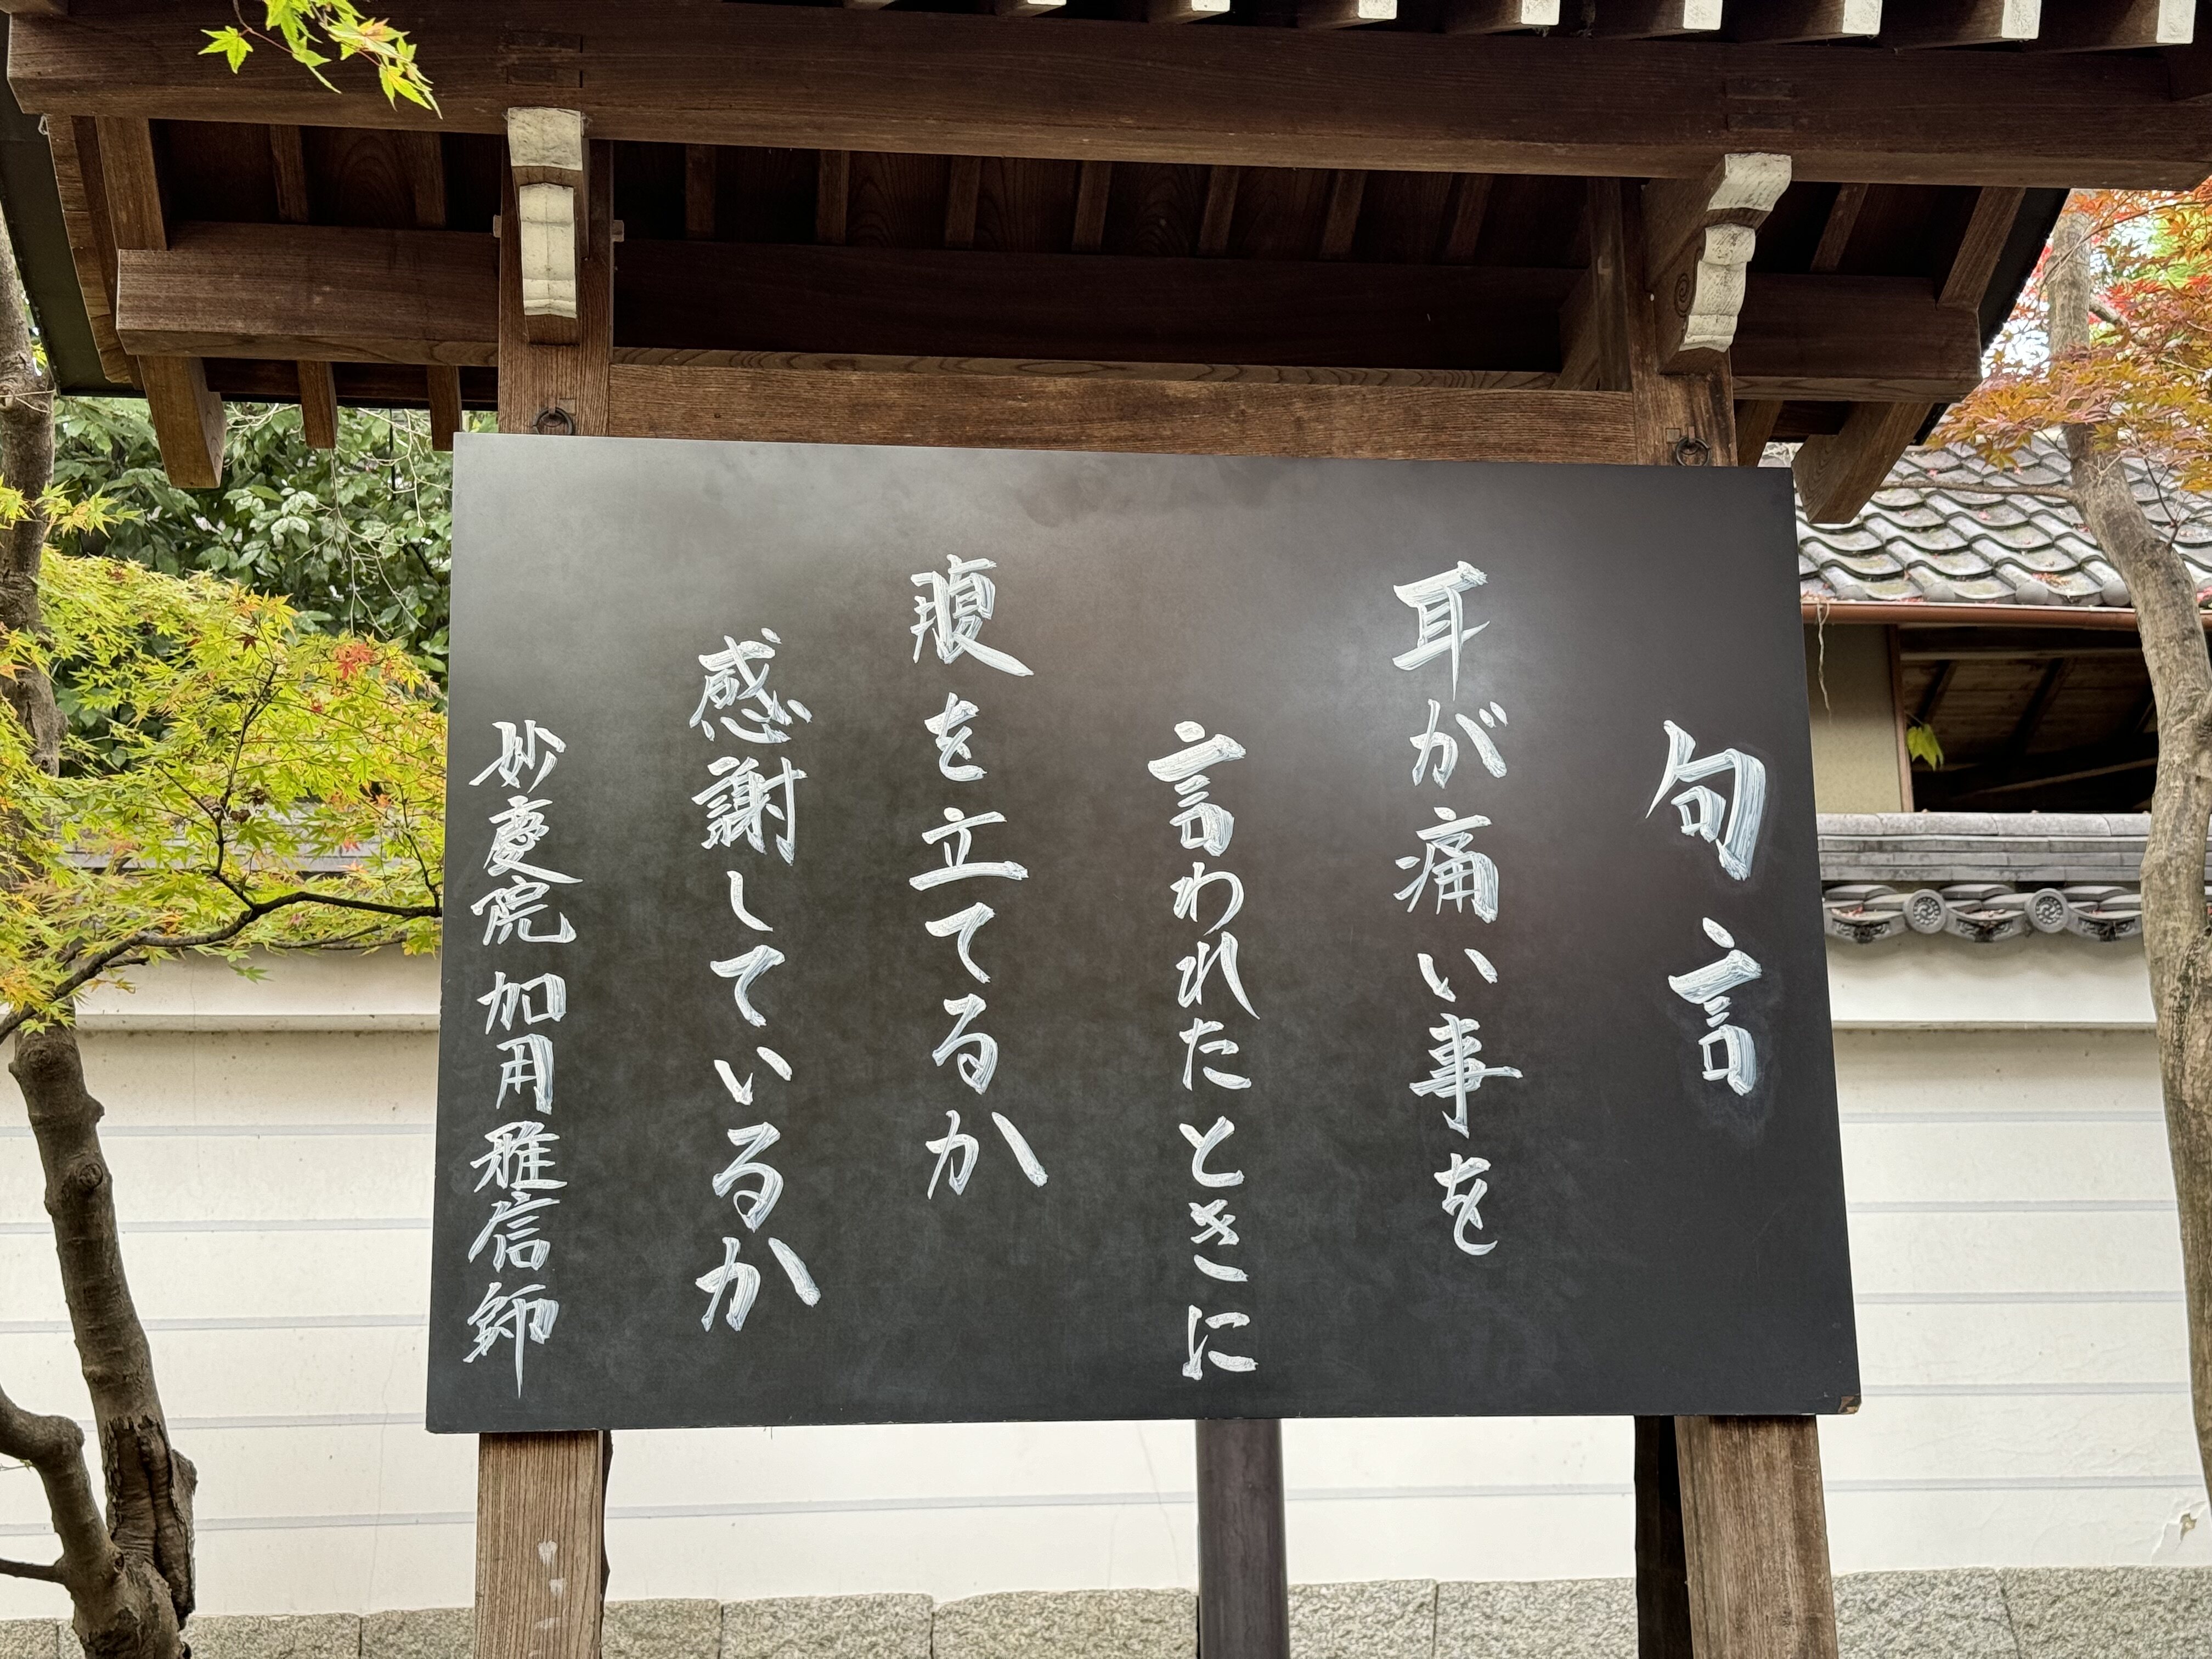 句言
耳が痛い事を
言われたときに
腹を立てるか
感謝しているか
妙慶院 加用雅信師